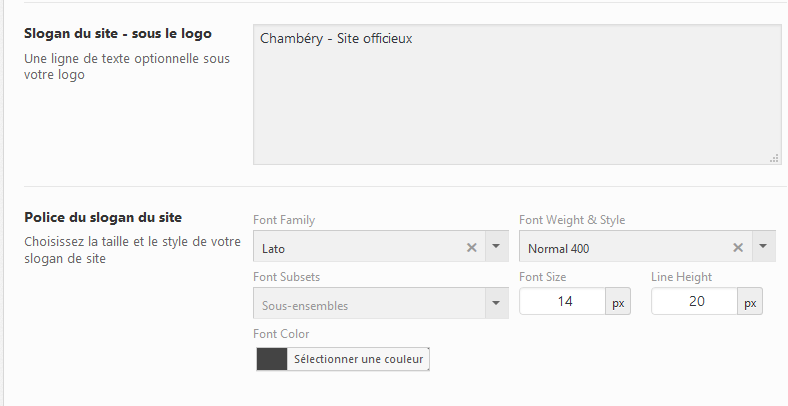 Slogan du site - sous le logo
Une ligne de texte optionnelle sous
votre logo
Chambéry - Site officieux
Police du slogan du site
Choisissez la taille et le style de votre
slogan de site
Font Family
Font Weight & Style
Lato
Normal 400
Font Subsets
Font Size
Line Height
Sous-ensembles
14 px
20 px
Font Color
Sélectionner une couleur